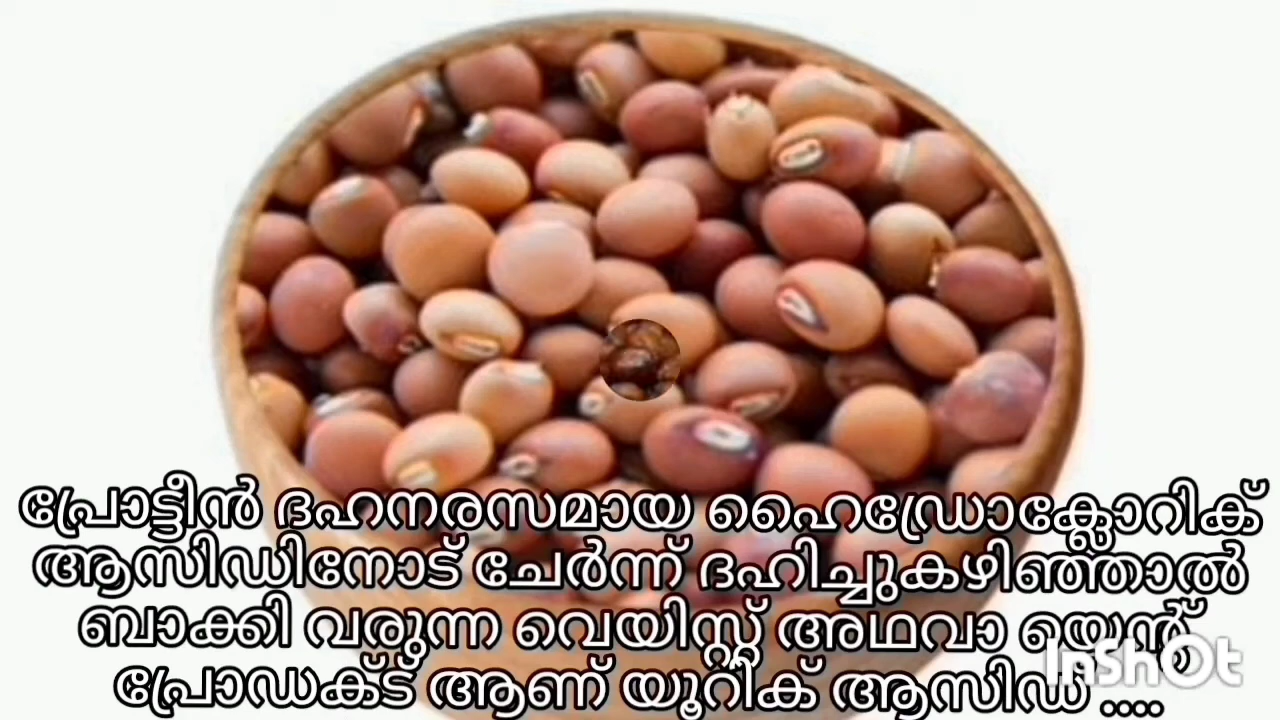 പ്രോട്ടീൻ ദഹനരസമായ ഹൈഡ്രോക്ലോറിക്
ആസിഡിനോട് ചേർന്ന് ദഹിച്ചുകഴിഞ്ഞാൽ
ബാക്കി വരുന്ന വെയിസ്റ്റ് അഥവാ യെൻ്റ്
പ്രോഡക്ട് ആണ് യൂറിക് ആസിഡ് ....
InShOt